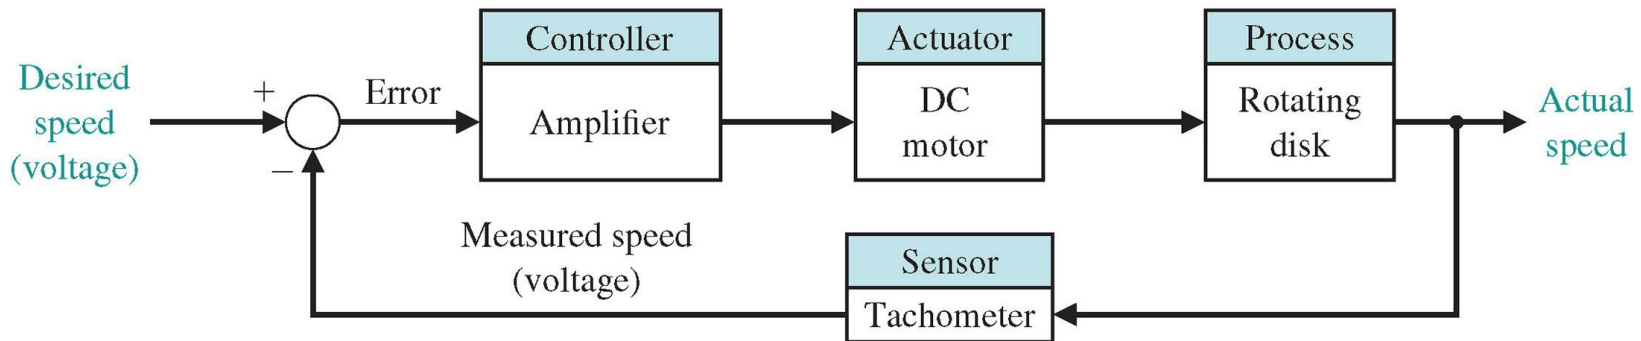 Desired
speed
(voltage)
+
−
Error
Controller
Amplifier
Actuator
DC
motor
Process
Rotating
disk
Actual
speed
Measured speed
(voltage)
Sensor
Tachometer